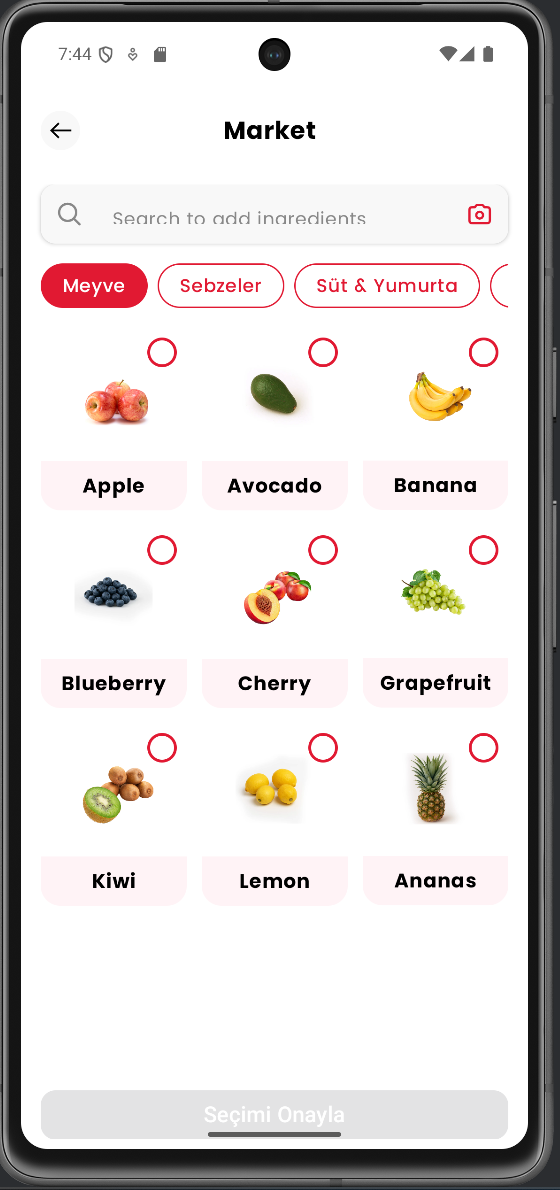 7:44
Market
Search to add ingredients
Meyve Sebzeler Süt & Yumurta
Apple Avocado Banana
Blueberry Cherry Grapefruit
Kiwi Lemon Ananas
Seçimi Onayla